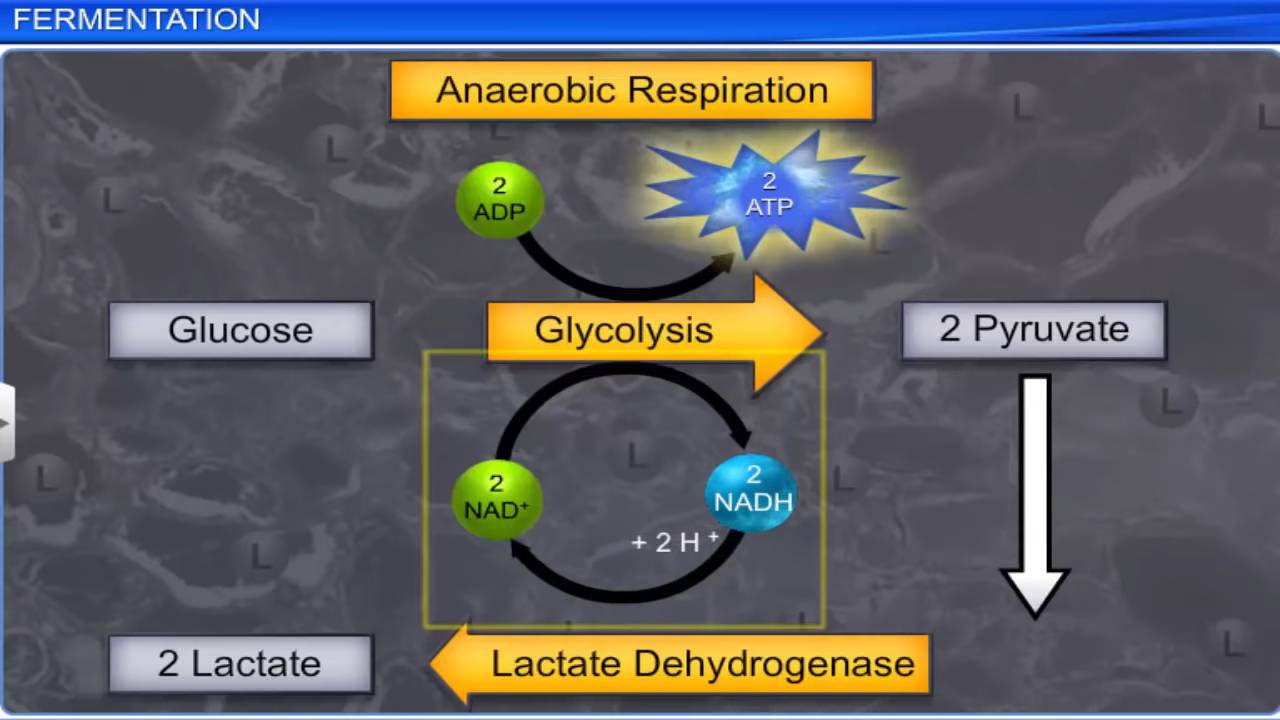 FERMENTATION
Anaerobic Respiration
2
ADP
2
ATP
Glucose
Glycolysis
2 Pyruvate
2
NAD⁺
2
NADH
+ 2 H ⁺
2 Lactate
Lactate Dehydrogenase
L
L
L
L
L
L
L
L
L
L
L